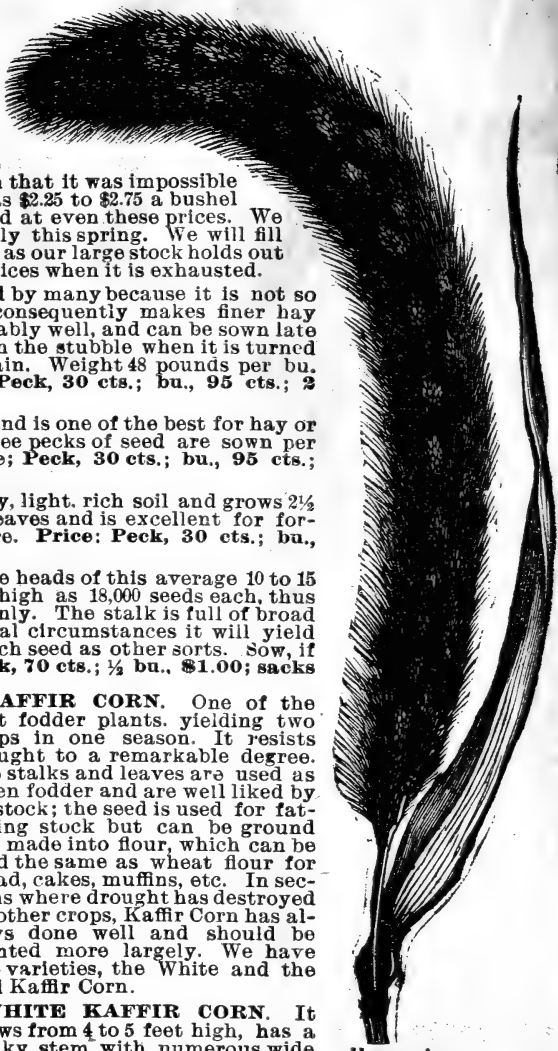 that it was impossible
s $2.25 to $2.75 a bushel
d at even these prices. We
ly this spring. We will fill
as our large stock holds out
ices when it is exhausted.
l by many because it is not so
consequently makes finer hay
ably well, and can be sown late
n the stubble when it is turned
in. Weight 48 pounds per bu.
Peck, 30 cts.; bu., 95 cts.; 2
nd is one of the best for hay or
ee pecks of seed are sown per
e; Peck, 30 cts.; bu., 95 cts.;
y, light, rich soil and grows 2½
eaves and is excellent for for-
e. Price: Peck, 30 cts.; bu.,
e heads of this average 10 to 15
high as 18,000 seeds each, thus
nly. The stalk is full of broad
al circumstances it will yield
ch seed as other sorts. Sow, if
k, 70 cts.; ½ bu., $1.00; sacks
AFFIR CORN. One of the
t fodder plants. yielding two
ps in one season. It resists
ught to a remarkable degree.
stalks and leaves are used as
en fodder and are well liked by
stock; the seed is used for fat-
ing stock but can be ground
made into flour, which can be
d the same as wheat flour for
ad, cakes, muffins, etc. In sec-
ns where drought has destroyed
other crops, Kaffir Corn has al-
ys done well and should be
nted more largely. We have
varieties, the White and the
l Kaffir Corn.
WHITE KAFFIR CORN. It
ws from 4 to 5 feet high, has a
ky stem with numerous wide